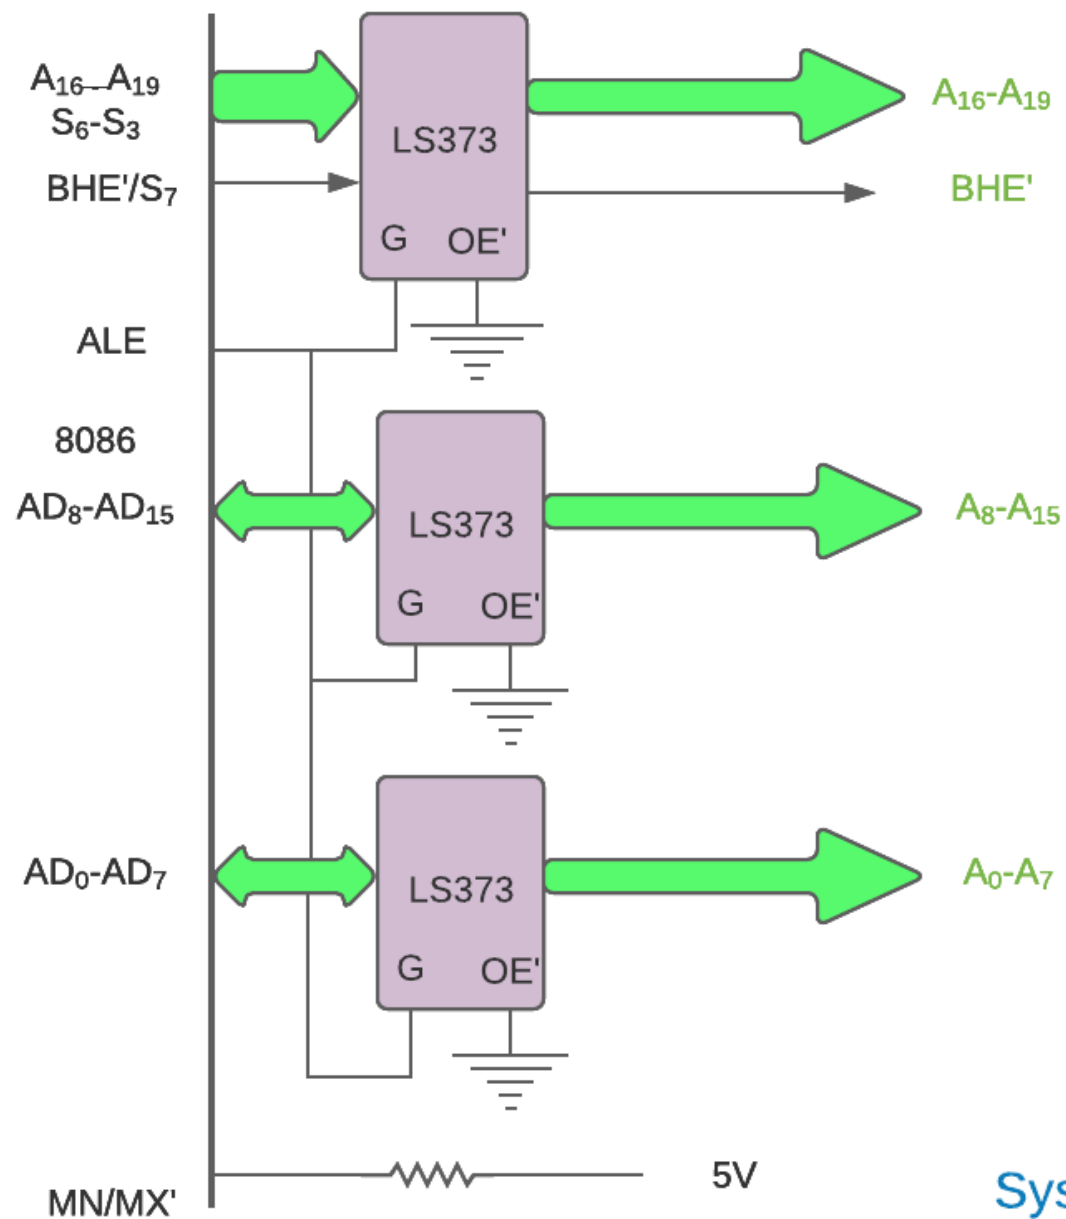 A₁₆-A₁₉
S₆-S₃
LS373
A₁₆-A₁₉
BHE'/S₇
BHE'
G OE'
ALE
8086
AD₈-AD₁₅
LS373
A₈-A₁₅
G OE'
AD₀-AD₇
LS373
A₀-A₇
G OE'
MN/MX'
5V
Sys